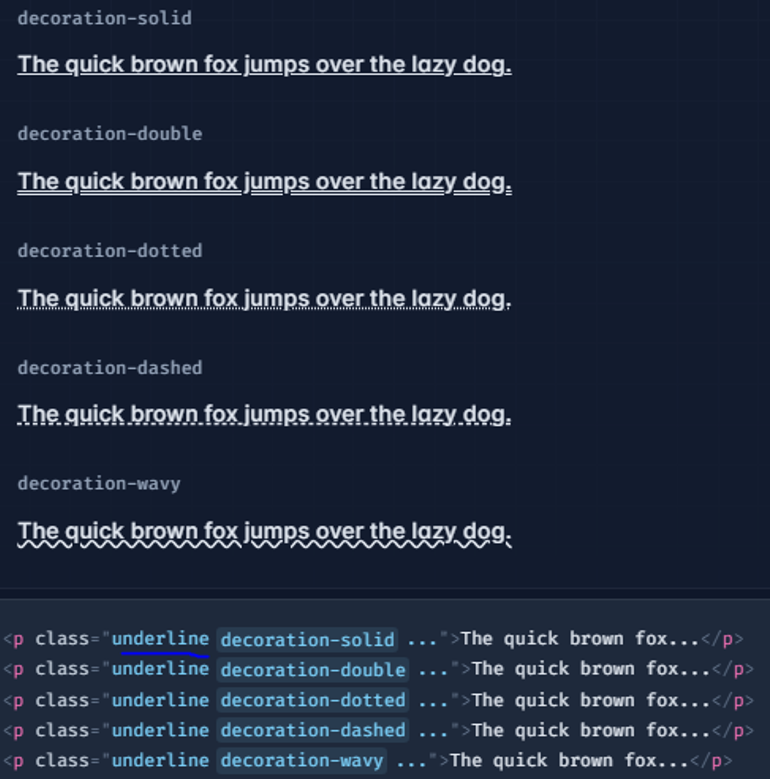 decoration-solid
The quick brown fox jumps over the lazy dog.
decoration-double
The quick brown fox jumps over the lazy dog.
decoration-dotted
The quick brown fox jumps over the lazy dog.
decoration-dashed
The quick brown fox jumps over the lazy dog.
decoration-wavy
The quick brown fox jumps over the lazy dog.
<p class="underline decoration-solid ...">The quick brown fox...</p>
<p class="underline decoration-double ...">The quick brown fox...</p>
<p class="underline decoration-dotted ...">The quick brown fox...</p>
<p class="underline decoration-dashed ...">The quick brown fox...</p>
<p class="underline decoration-wavy ...">The quick brown fox...</p>